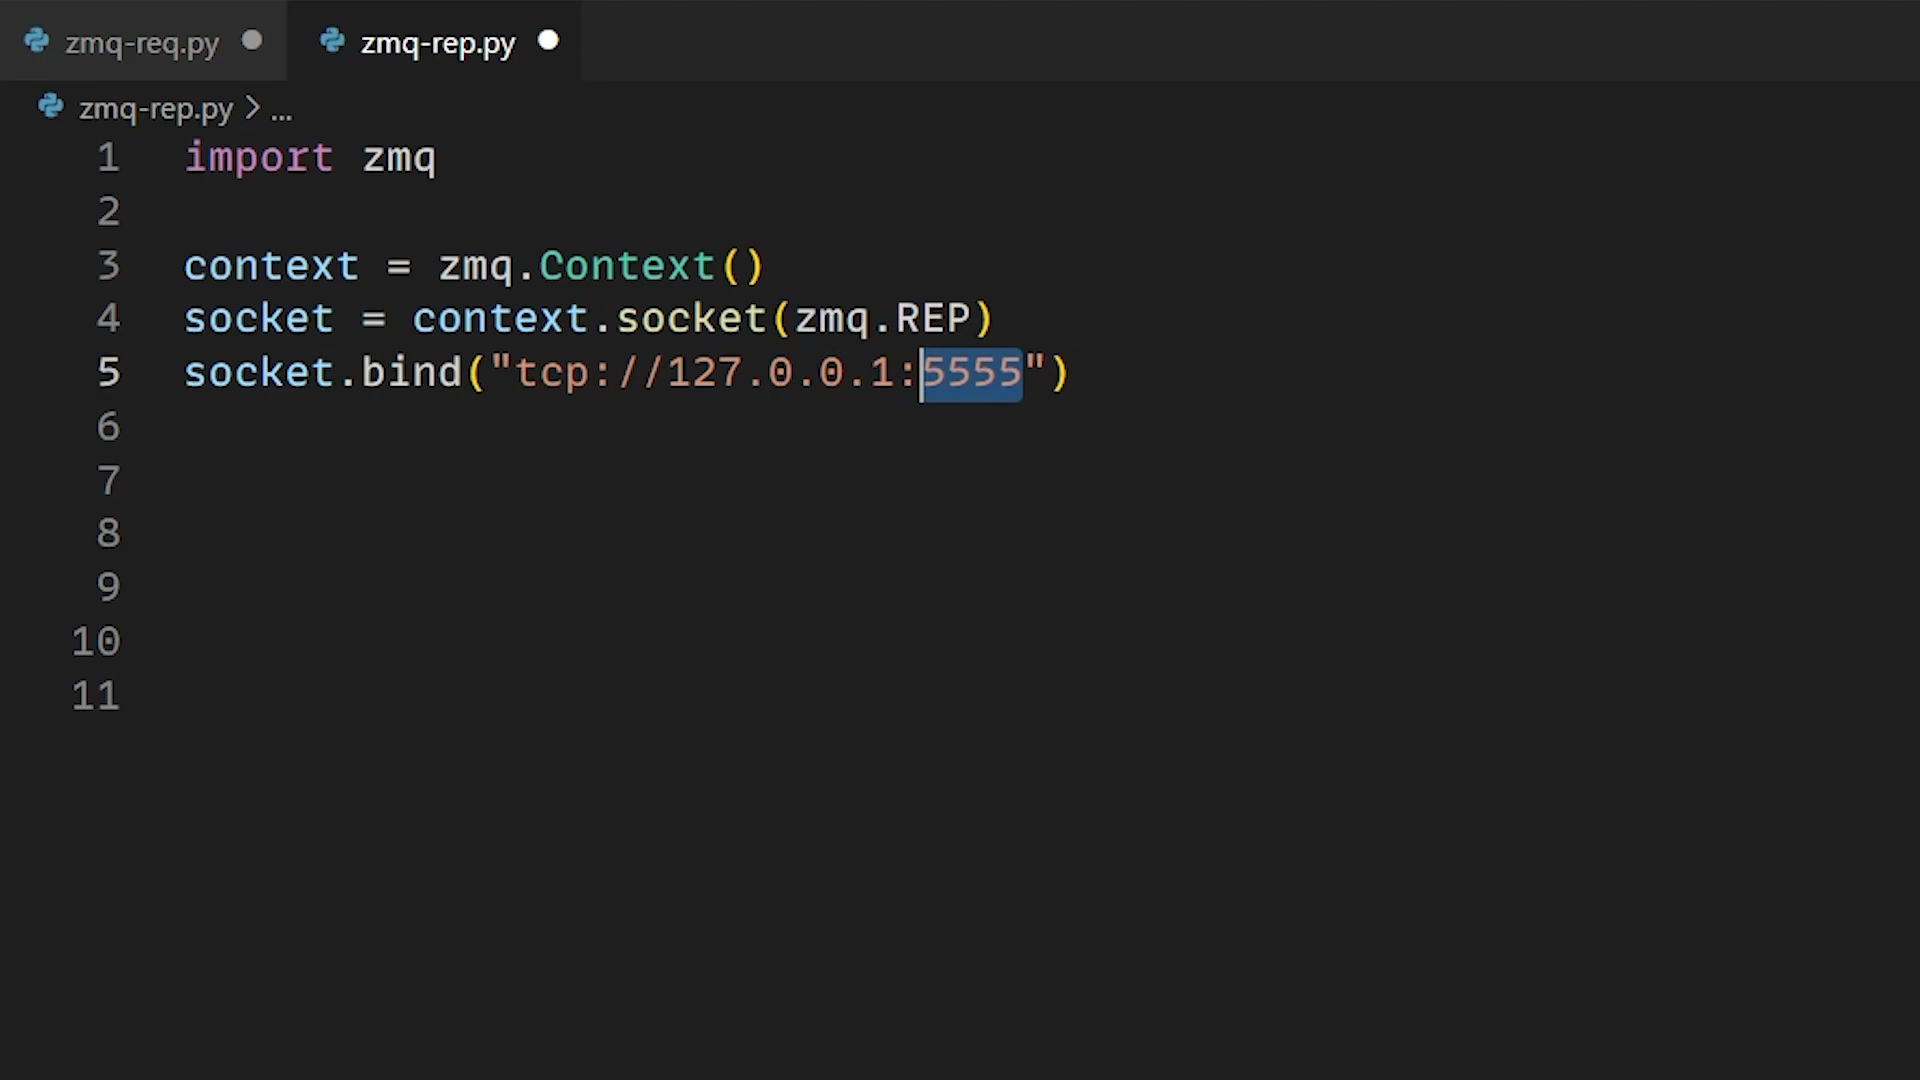 zmq-req.py zmq-rep.py
zmq-rep.py > ...
1 import zmq
2
3 context = zmq.Context()
4 socket = context.socket(zmq.REP)
5 socket.bind("tcp://127.0.0.1:5555")
6
7
8
9
10
11